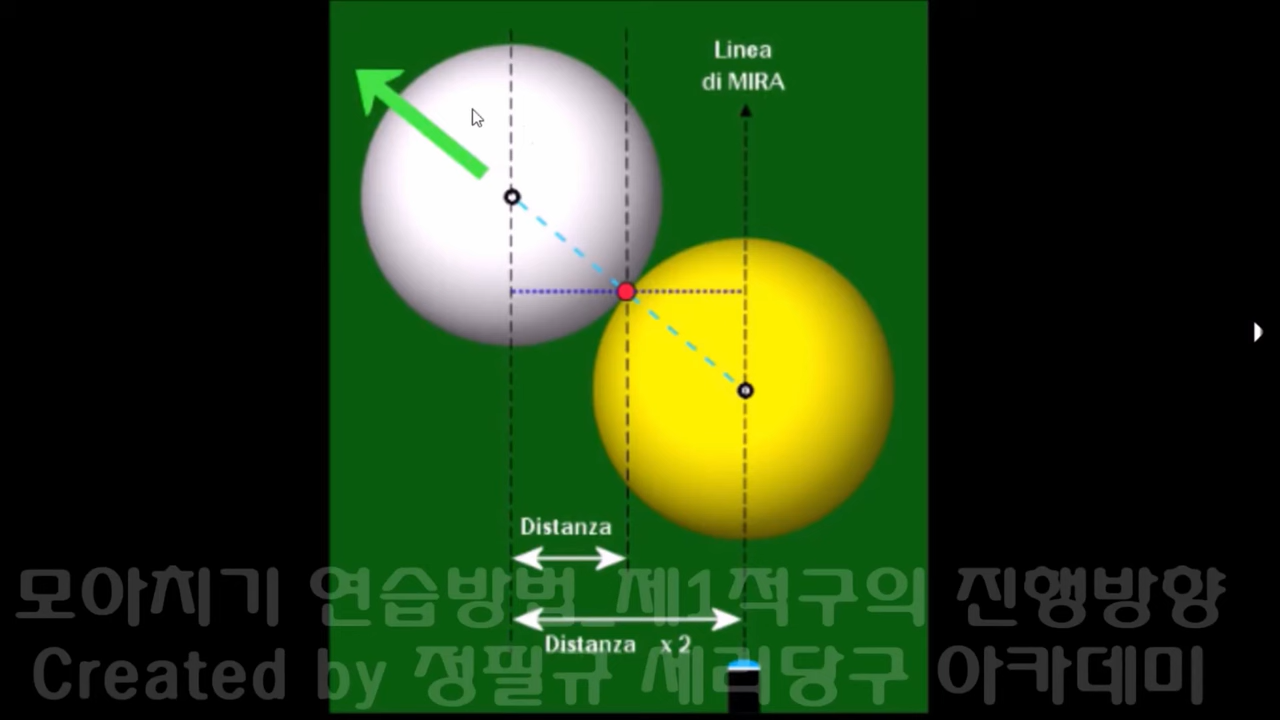 Linea
di MIRA
Distanza
모아치기 연습방법_제1적구의 진행방향
Distanza x 2
Created by 정필규 세리당구 아카데미